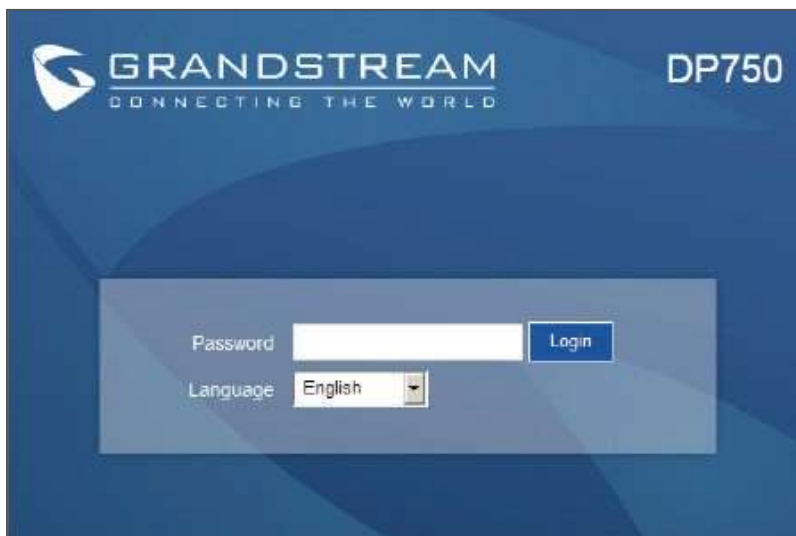 GRANDSTREAM
CONNECTING THE WORLD
DP750
Password
Login
Language
English